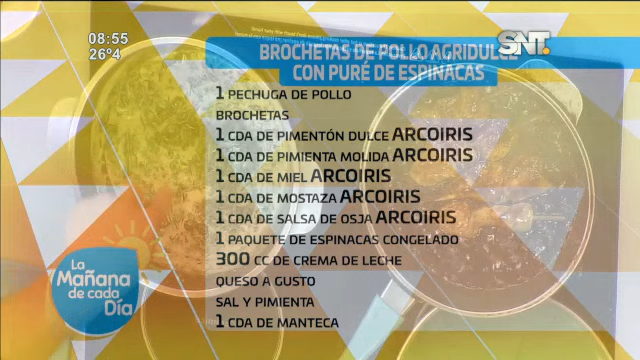 08:55
26°4
BROCHETAS DE POLLO AGRIDULCE
SNT.
CON PURÉ DE ESPINACAS
1 PECHUGA DE POLLO
BROCHETAS
1 CDA DE PIMENTÓN DULCE ARCOIRIS
1 CDA DE PIMIENTA MOLIDA ARCOIRIS
1 CDA DE MIEL ARCOIRIS
1 CDA DE MOSTAZA ARCOIRIS
1 CDA DE SALSA DE OSJA ARCOIRIS
1 PAQUETE DE ESPINACAS CONGELADO
300 CC DE CREMA DE LECHE
QUESO A GUSTO
SAL Y PIMIENTA
1 CDA DE MANTECA
La
Mañana
de cada
Día